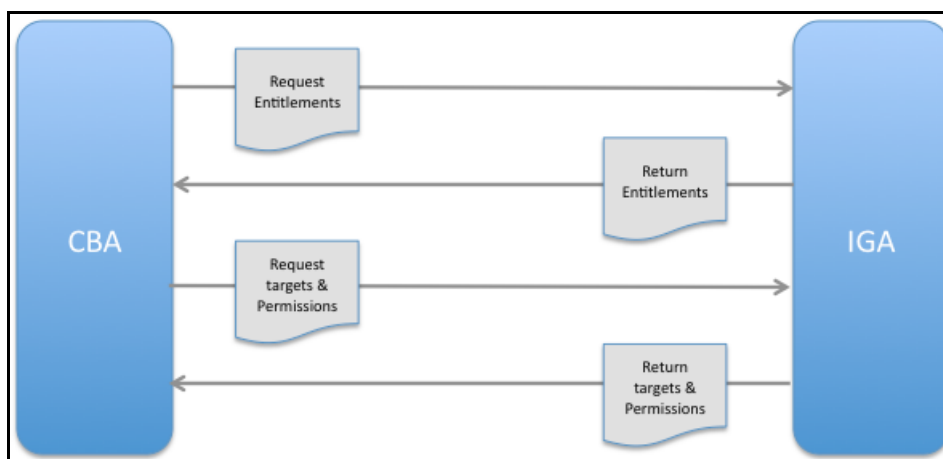 Request
Entitlements
Return
Entitlements
CBA
IGA
Request
targets &
Permissions
Return
targets &
Permissions